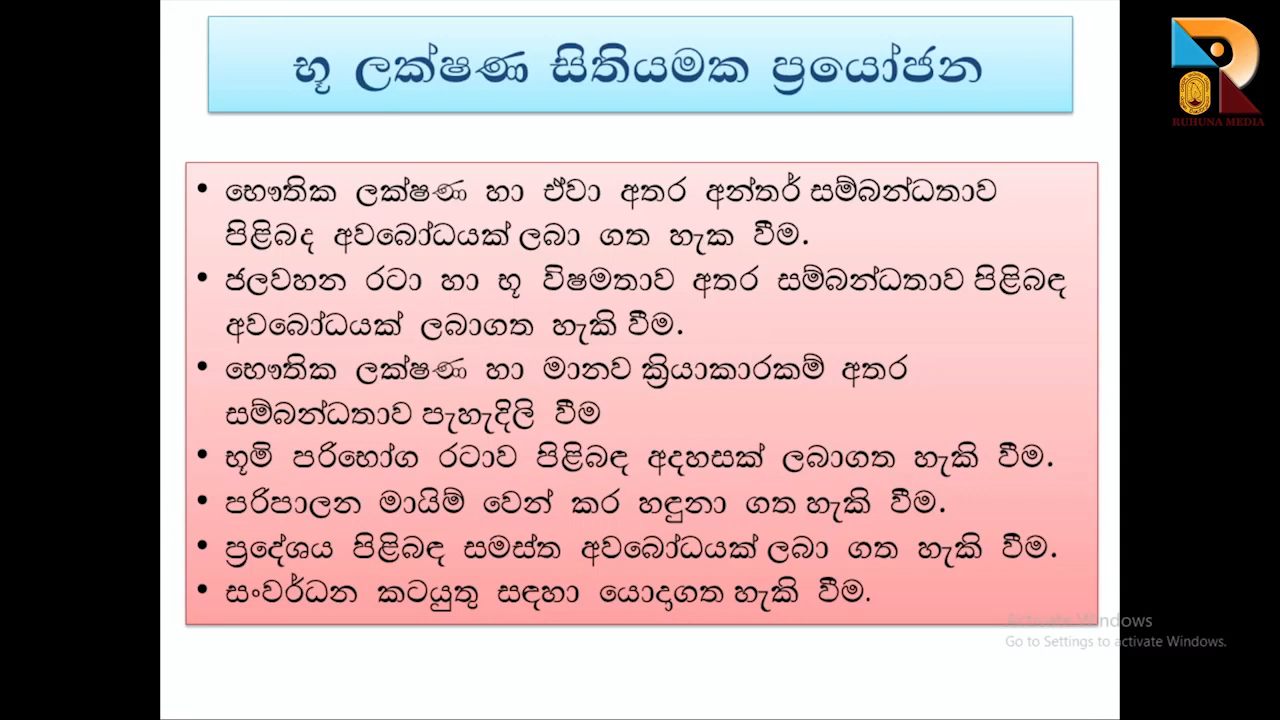 භූ ලක්ෂණ සිතියමක ප්‍රයෝජන
RUHUNA MEDIA
• භෞතික ලක්ෂණ හා ඒවා අතර අන්තර් සම්බන්ධතාව
පිළිබද අවබෝධයක් ලබා ගත හැක වීම.
• ජලවහන රටා හා භූ විෂමතාව අතර සම්බන්ධතාව පිළිබඳ
අවබෝධයක් ලබාගත හැකි වීම.
• භෞතික ලක්ෂණ හා මානව ක්‍රියාකාරකම් අතර
සම්බන්ධතාව පැහැදිලි වීම
• භූමි පරිභෝග රටාව පිළිබඳ අදහසක් ලබාගත හැකි වීම.
• පරිපාලන මායිම් වෙන් කර හඳුනා ගත හැකි වීම.
• ප්‍රදේශය පිළිබඳ සමස්ත අවබෝධයක් ලබා ගත හැකි වීම.
• සංවර්ධන කටයුතු සඳහා යොදාගත හැකි වීම.
Activate Windows
Go to Settings to activate Windows.